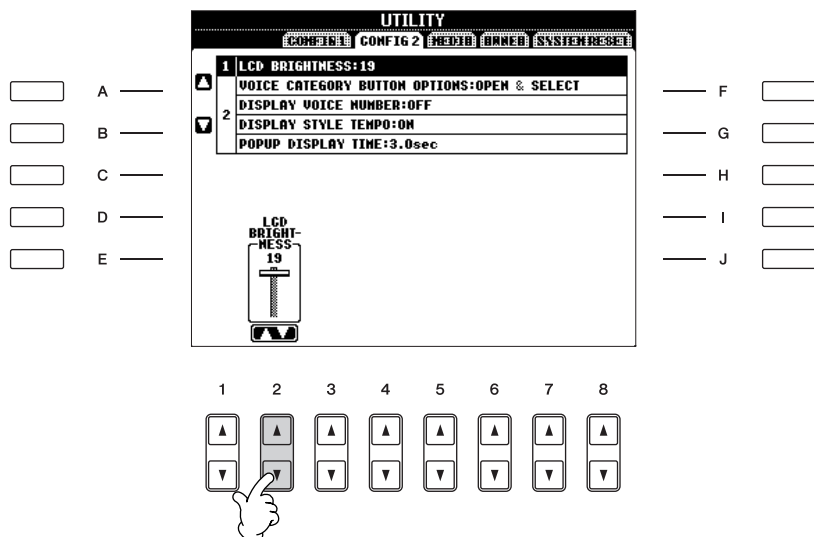 UTILITY
CONFIG 1 CONFIG 2 MEDIA OWNER SYSTEM RESET
1 LCD BRIGHTNESS:19
VOICE CATEGORY BUTTON OPTIONS:OPEN & SELECT
2 DISPLAY VOICE NUMBER:OFF
DISPLAY STYLE TEMPO:ON
POPUP DISPLAY TIME:3.0sec
A
B
C
D
E
F
G
H
I
J
LCD
BRIGHT-
NESS
19
1 2 3 4 5 6 7 8